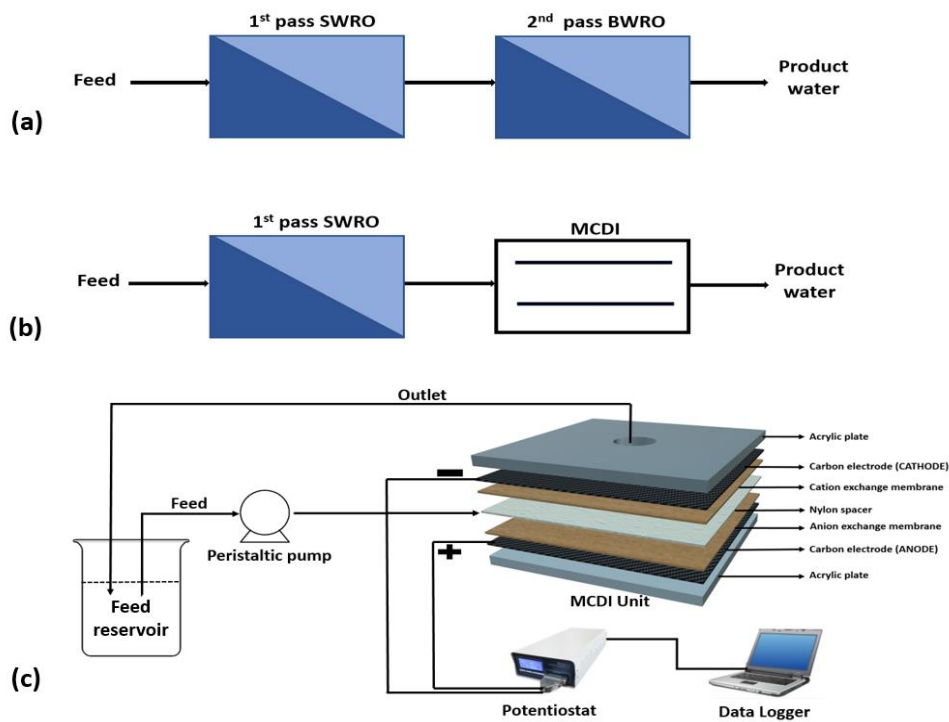 1st pass SWRO
2nd pass BWRO
Feed
Product
water
(a)
1st pass SWRO
MCDI
Feed
Product
water
(b)
Outlet
Acrylic plate
Carbon electrode (CATHODE)
Cation exchange membrane
Nylon spacer
Anion exchange membrane
Carbon electrode (ANODE)
Acrylic plate
Feed
Peristaltic pump
MCDI Unit
Feed
reservoir
(c)
Potentiostat
Data Logger